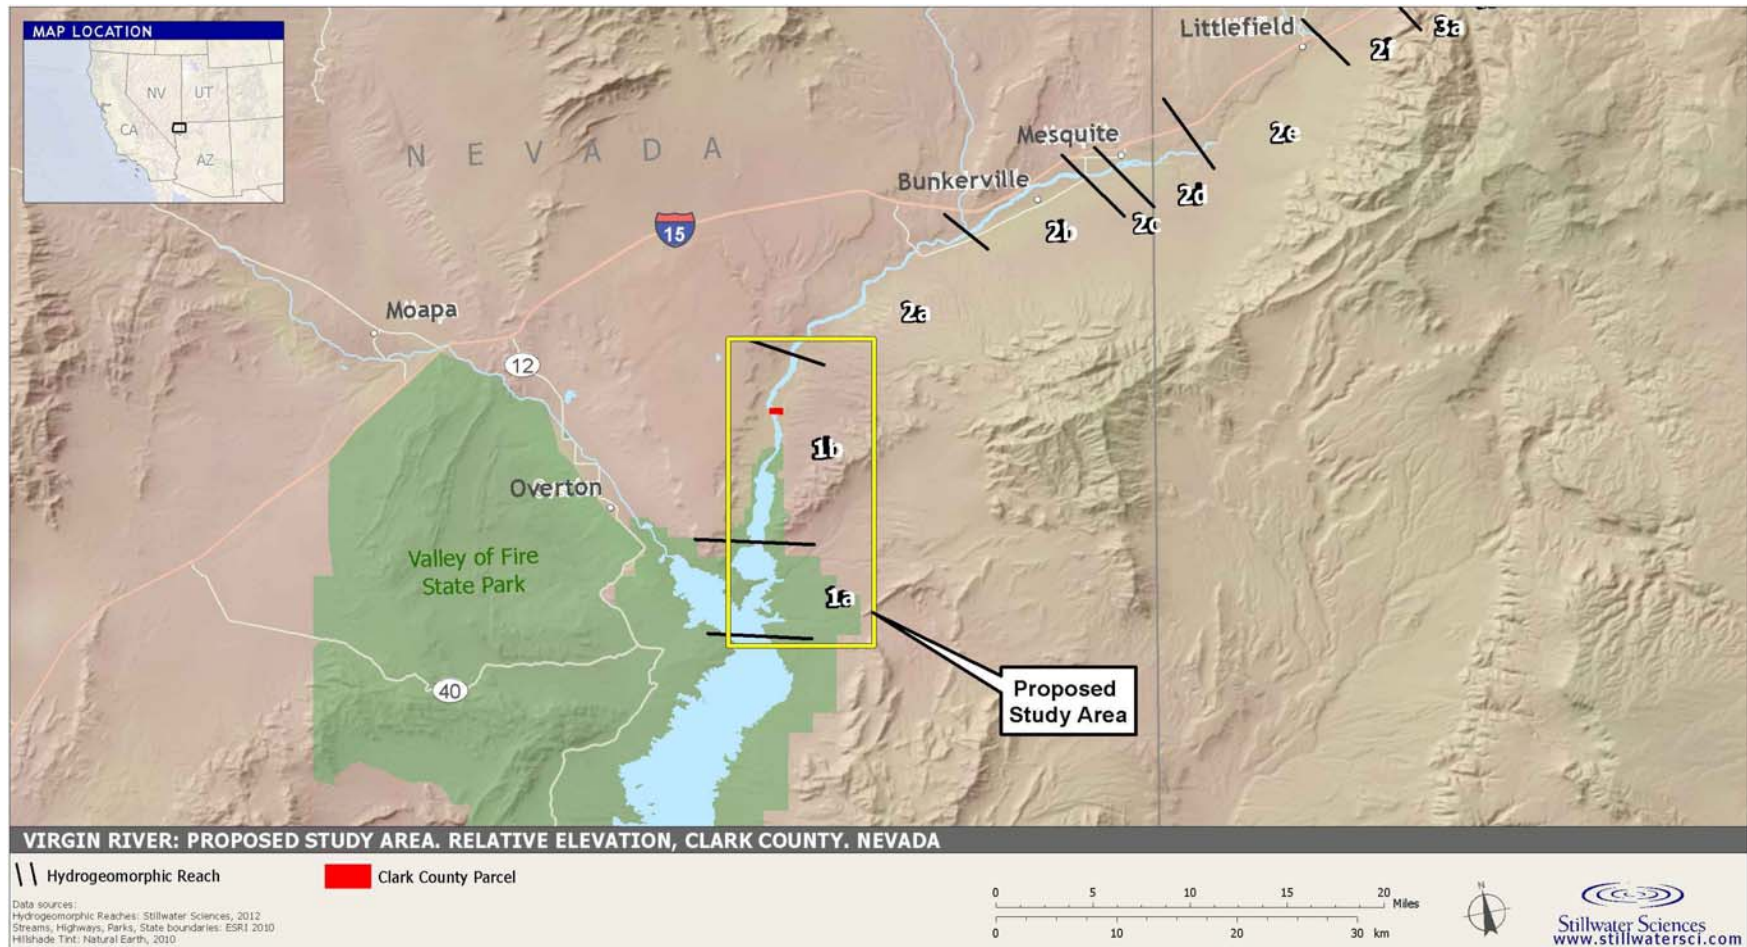 MAP LOCATION
NV
UT
CA
AZ
Littlefield
3a
2f
Mesquite
2e
N E V A D A
Bunkerville
2d
2c
2b
15
Moapa
2a
12
1b
Overton
Valley of Fire
State Park
1a
40
Proposed
Study Area
VIRGIN RIVER: PROPOSED STUDY AREA. RELATIVE ELEVATION, CLARK COUNTY. NEVADA
Hydrogeomorphic Reach
Clark County Parcel
0 5 10 15 20
Miles
0 10 20 30 km
N
Data sources:
Hydrogeomorphic Reaches: Stillwater Sciences, 2012
Streams, Highways, Parks, State boundaries: ESRI 2010
Hillshade Tint: Natural Earth, 2010
Stillwater Sciences
www.stillwatersci.com